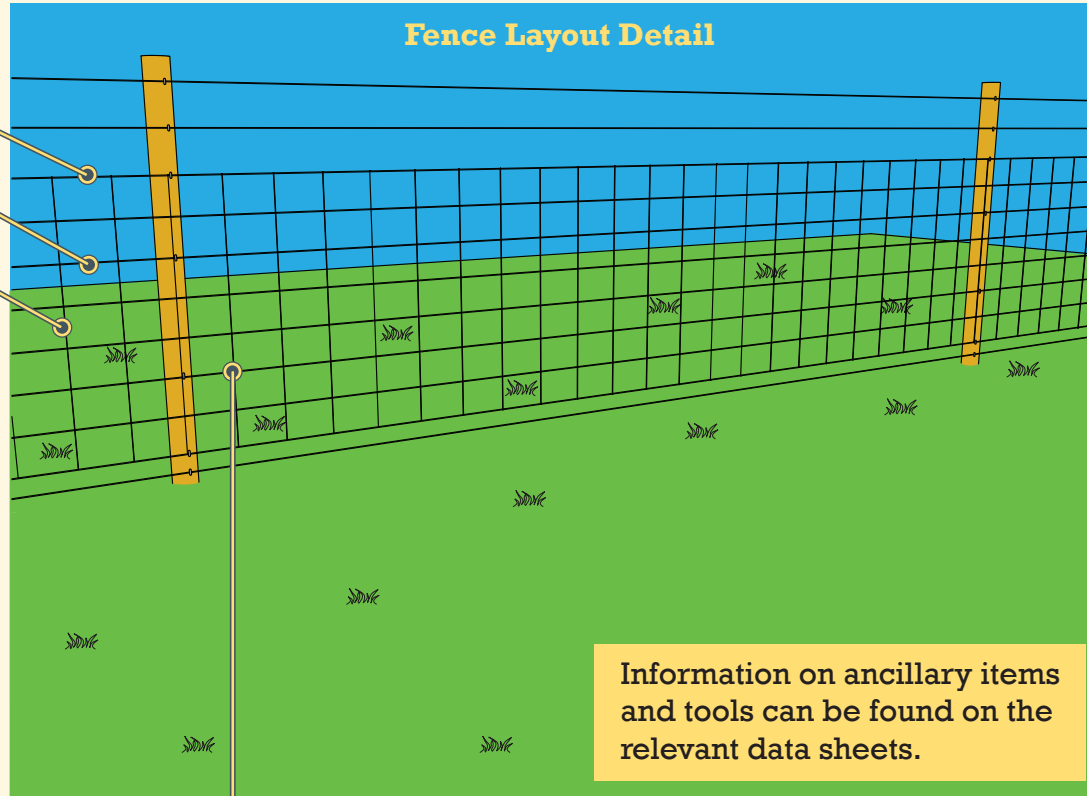 Fence Layout Detail
Information on ancillary items
and tools can be found on the
relevant data sheets.